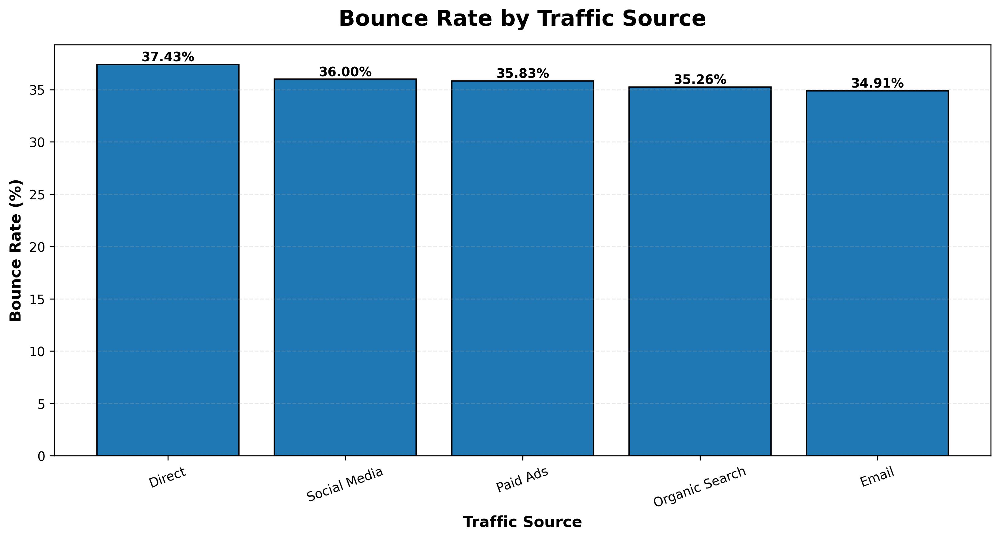 Bounce Rate by Traffic Source
37.43%
36.00%
35.83%
35.26%
34.91%
35
30
25
20
15
10
5
0
Bounce Rate (%)
Direct
Social Media
Paid Ads
Organic Search
Email
Traffic Source